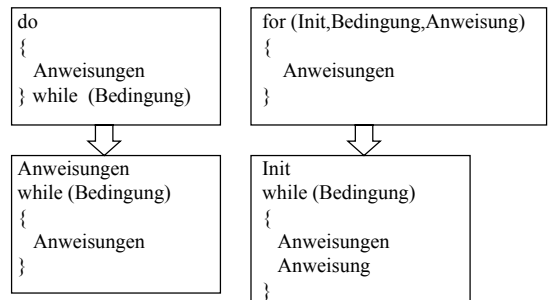 do
{
Anweisungen
} while (Bedingung)
for (Init,Bedingung,Anweisung)
{
Anweisungen
}
Anweisungen
while (Bedingung)
{
Anweisungen
}
Init
while (Bedingung)
{
Anweisungen
Anweisung
}